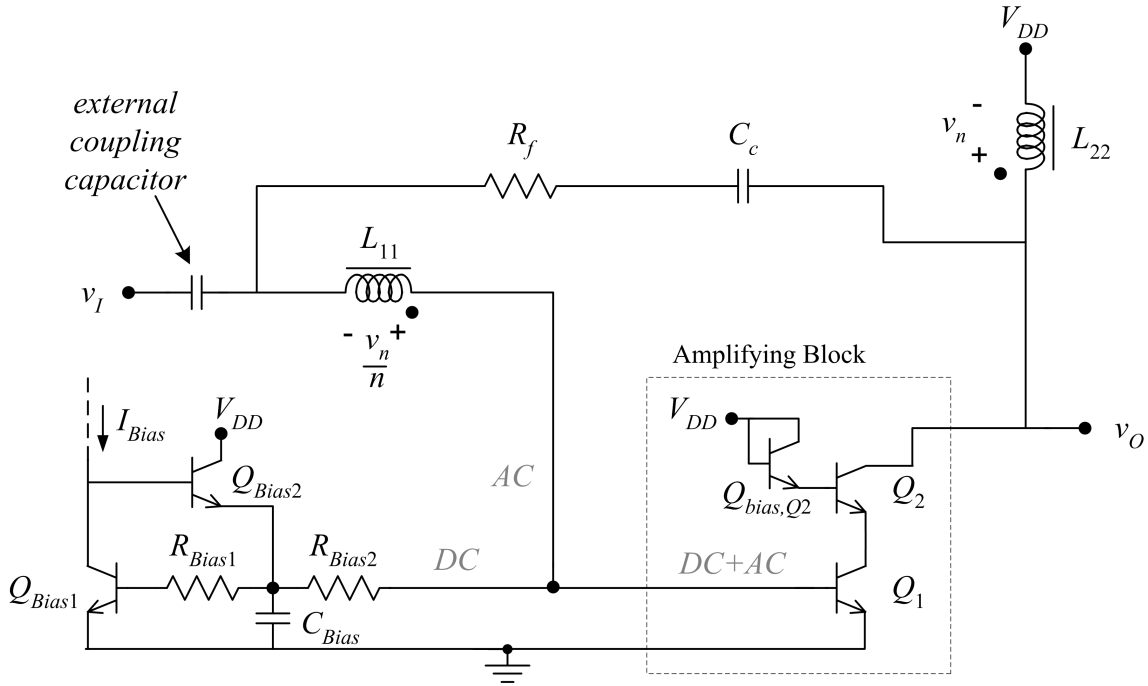 V_DD
external
coupling
capacitor
R_f
C_c
- v_n +
L_22
L_11
v_I
- v_n/n +
Amplifying Block
I_Bias
V_DD
V_DD
v_O
Q_Bias2
AC
Q_bias,Q2
Q_2
R_Bias1
R_Bias2
DC
DC+AC
Q_Bias1
Q_1
C_Bias